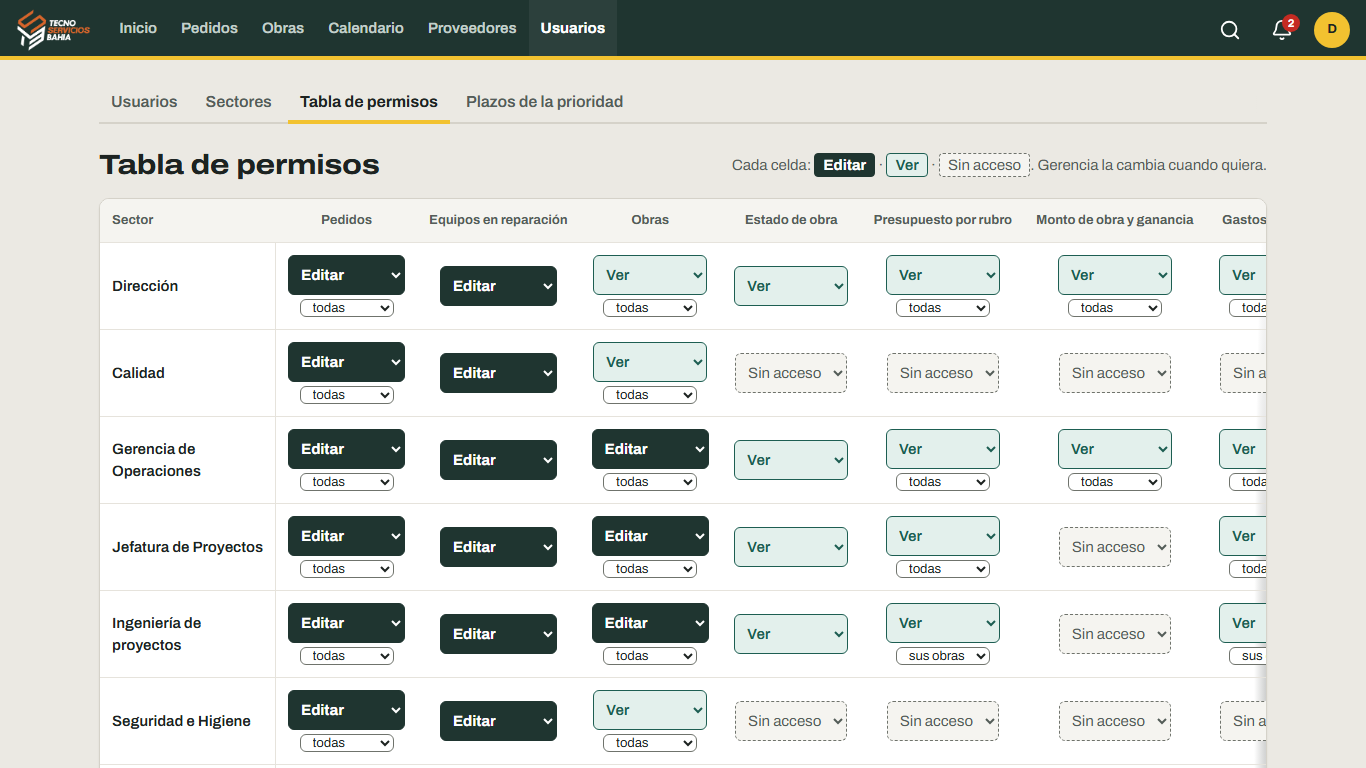 TECNO
SERVICIOS
BAHIA
Inicio Pedidos Obras Calendario Proveedores Usuarios
2
D
Usuarios Sectores Tabla de permisos Plazos de la prioridad
Tabla de permisos
Cada celda: Editar · Ver · Sin acceso. Gerencia la cambia cuando quiera.
Sector Pedidos Equipos en reparación Obras Estado de obra Presupuesto por rubro Monto de obra y ganancia Gastos
Dirección Editar todas Editar Ver todas Ver Ver todas Ver todas Ver toda
Calidad Editar todas Editar Ver todas Sin acceso Sin acceso Sin acceso Sin a
Gerencia de
Operaciones Editar todas Editar Editar todas Ver Ver todas Ver todas Ver toda
Jefatura de Proyectos Editar todas Editar Editar todas Ver Ver todas Sin acceso Ver toda
Ingeniería de
proyectos Editar todas Editar Editar todas Ver Ver sus obras Sin acceso Ver sus
Seguridad e Higiene Editar todas Editar Ver todas Sin acceso Sin acceso Sin acceso Sin a